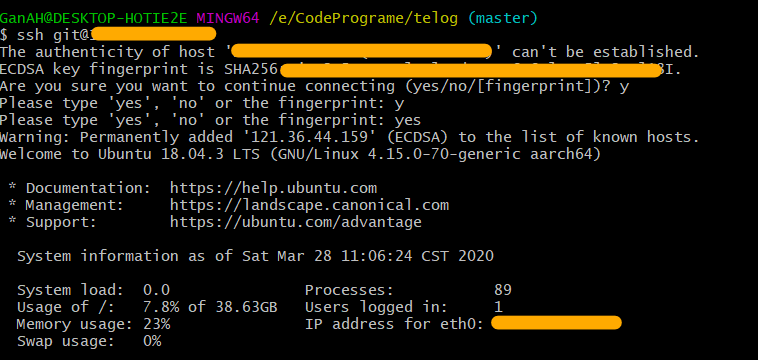 GanAH@DESKTOP-HOTIE2E MINGW64 /e/CodePrograme/telog (master)
$ ssh git@
The authenticity of host '                    ' can't be established.
ECDSA key fingerprint is SHA256:
Are you sure you want to continue connecting (yes/no/[fingerprint])? y
Please type 'yes', 'no' or the fingerprint: y
Please type 'yes', 'no' or the fingerprint: yes
Warning: Permanently added '121.36.44.159' (ECDSA) to the list of known hosts.
Welcome to Ubuntu 18.04.3 LTS (GNU/Linux 4.15.0-70-generic aarch64)
* Documentation:  https://help.ubuntu.com
* Management:     https://landscape.canonical.com
* Support:        https://ubuntu.com/advantage
System information as of Sat Mar 28 11:06:24 CST 2020
System load:  0.0                Processes:           89
Usage of /:   7.8% of 38.63GB   Users logged in:     1
Memory usage: 23%                IP address for eth0:
Swap usage:   0%